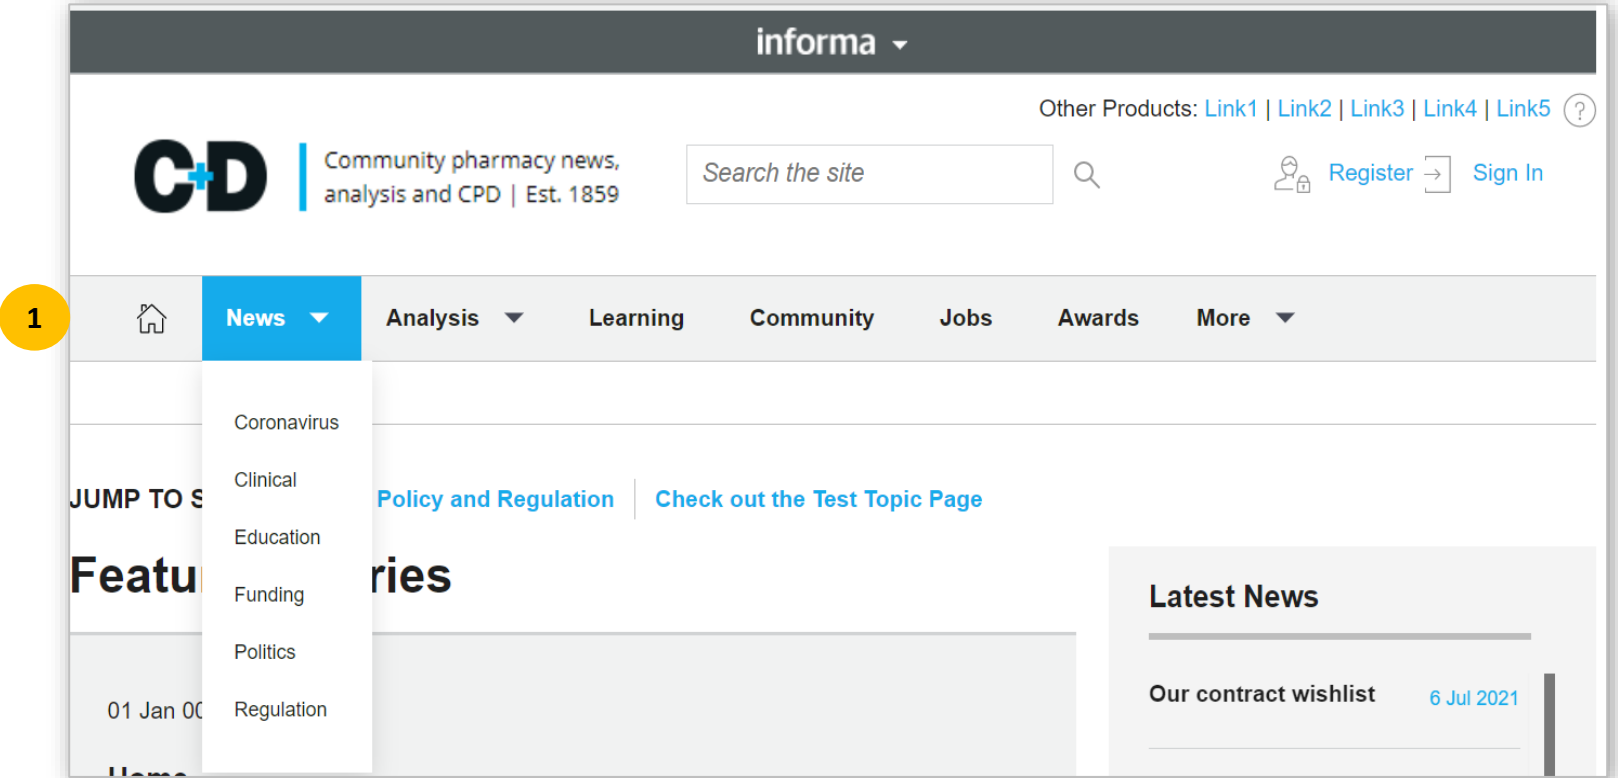 informa
Other Products: Link1 | Link2 | Link3 | Link4 | Link5 ?
C+D
Community pharmacy news,
analysis and CPD | Est. 1859
Search the site
Register
Sign In
1
News
Analysis
Learning
Community
Jobs
Awards
More
Coronavirus
Clinical
Education
Funding
Politics
Regulation
JUMP TO
Policy and Regulation
Check out the Test Topic Page
Latest News
Our contract wishlist
6 Jul 2021
01 Jan